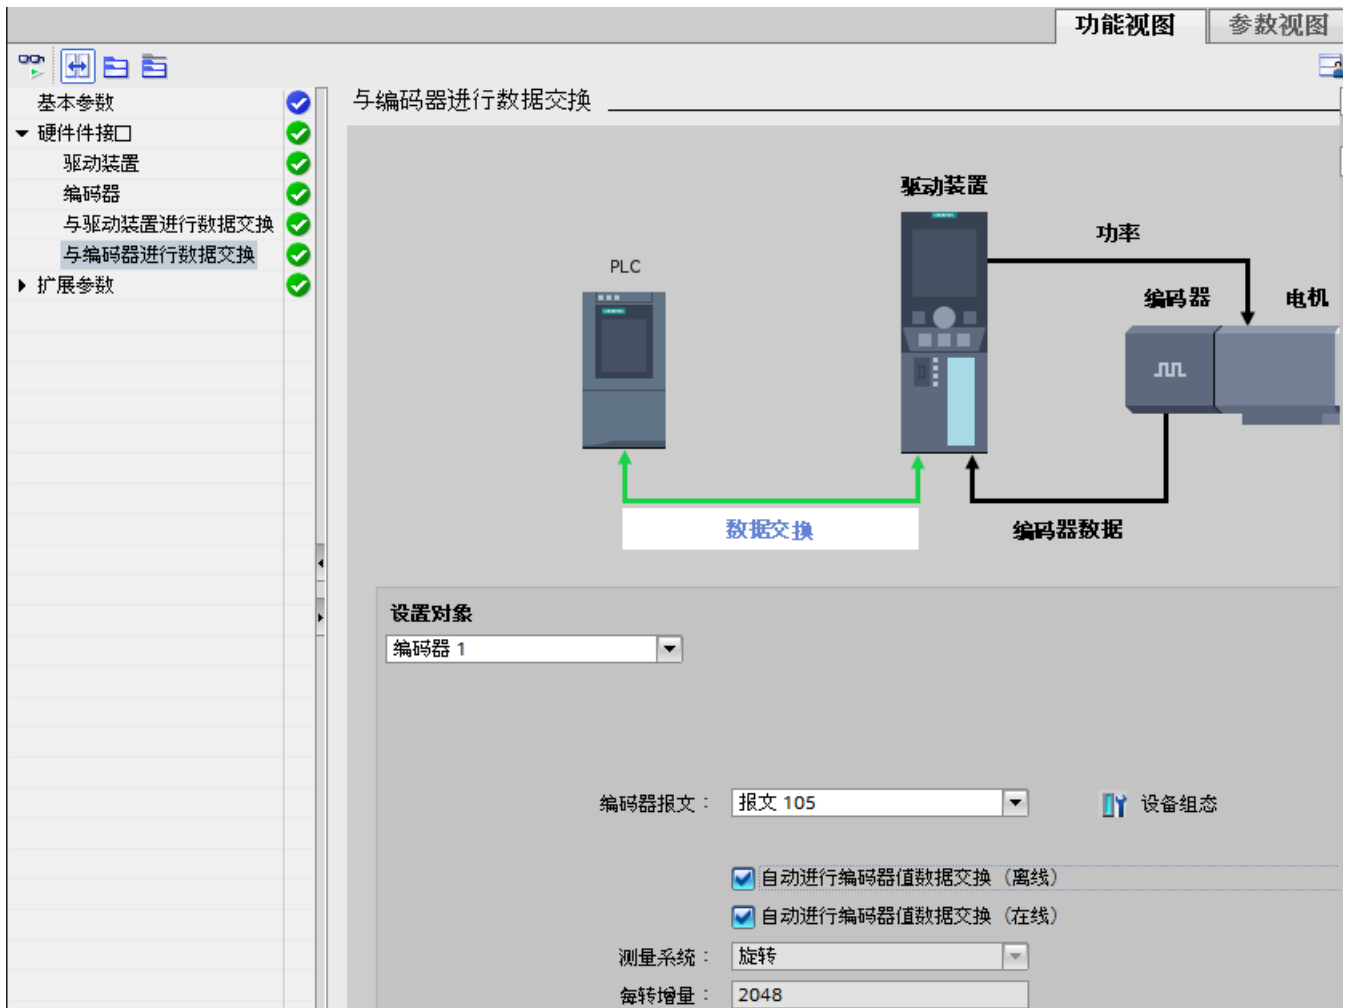 功能视图
参数视图
基本参数
硬件件接口
驱动装置
编码器
与驱动装置进行数据交换
与编码器进行数据交换
扩展参数
与编码器进行数据交换
驱动装置
功率
PLC
编码器
电机
数据交换
编码器数据
设置对象
编码器 1
编码器报文：
报文 105
设备组态
自动进行编码器值数据交换（离线）
自动进行编码器值数据交换（在线）
测量系统：
旋转
每转增量：
2048